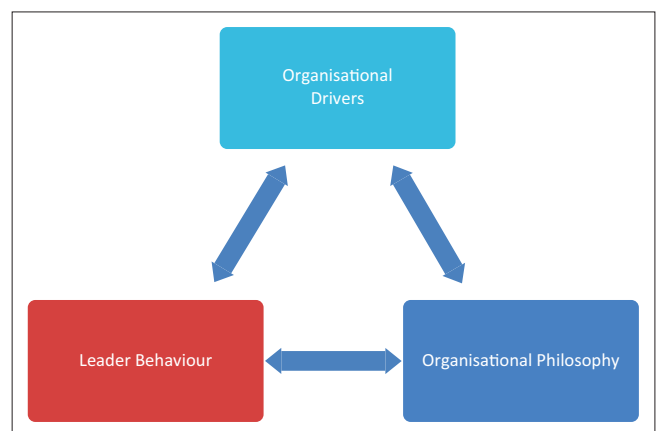 Organisational
Drivers
Leader Behaviour
Organisational Philosophy